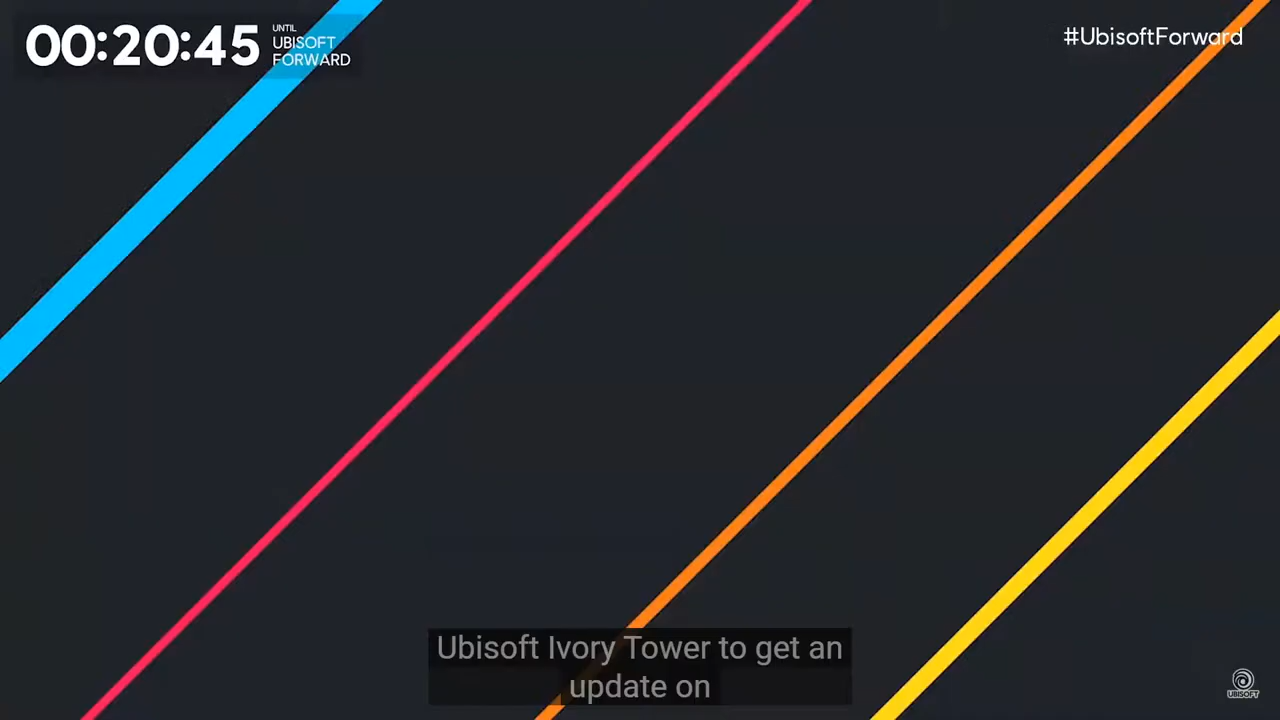 00:20:45
UNTIL
UBISOFT
FORWARD
#UbisoftForward
Ubisoft Ivory Tower to get an
update on
UBISOFT